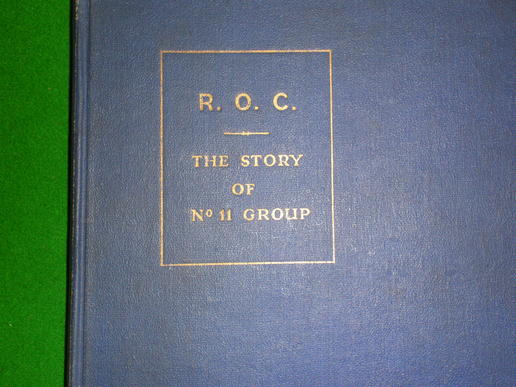 R. O. C.
THE STORY
OF
Nº 11 GROUP